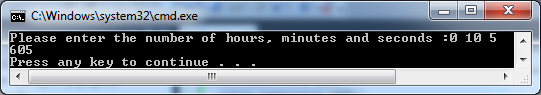 C:\Windows\system32\cmd.exe
Please enter the number of hours, minutes and seconds :0 10 5
605
Press any key to continue . . .